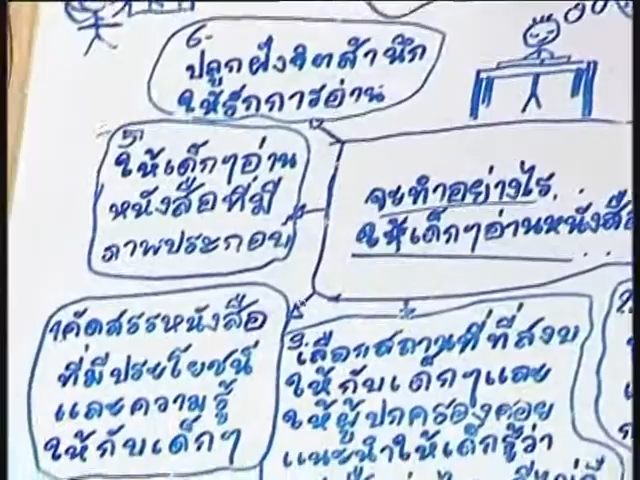 6.
ปลูกฝังจิตสำนึก
ให้รักการอ่าน
5.
ให้เด็กๆอ่าน
หนังสือที่มี
ภาพประกอบ
จะทำอย่างไร
ให้เด็กๆอ่านหนังสือ
1คัดสรรหนังสือ
ที่มีประโยชน์
และความรู้
ให้กับเด็กๆ
3.
เลือกสถานที่ที่สงบ
ให้กับเด็กๆและ
ให้ผู้ปกครองคอย
แนะนำให้เด็กรู้ว่า
2.